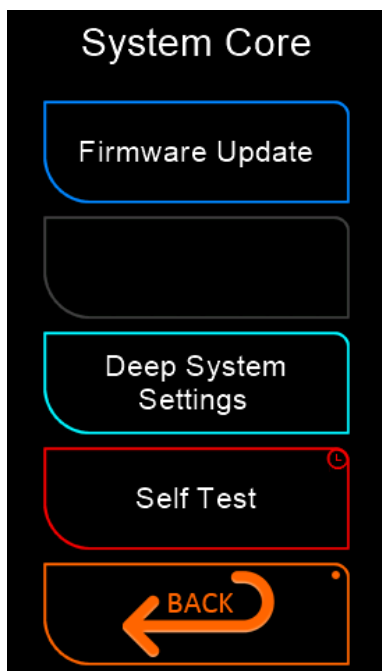 System Core
Firmware Update
Deep System
Settings
Self Test
BACK